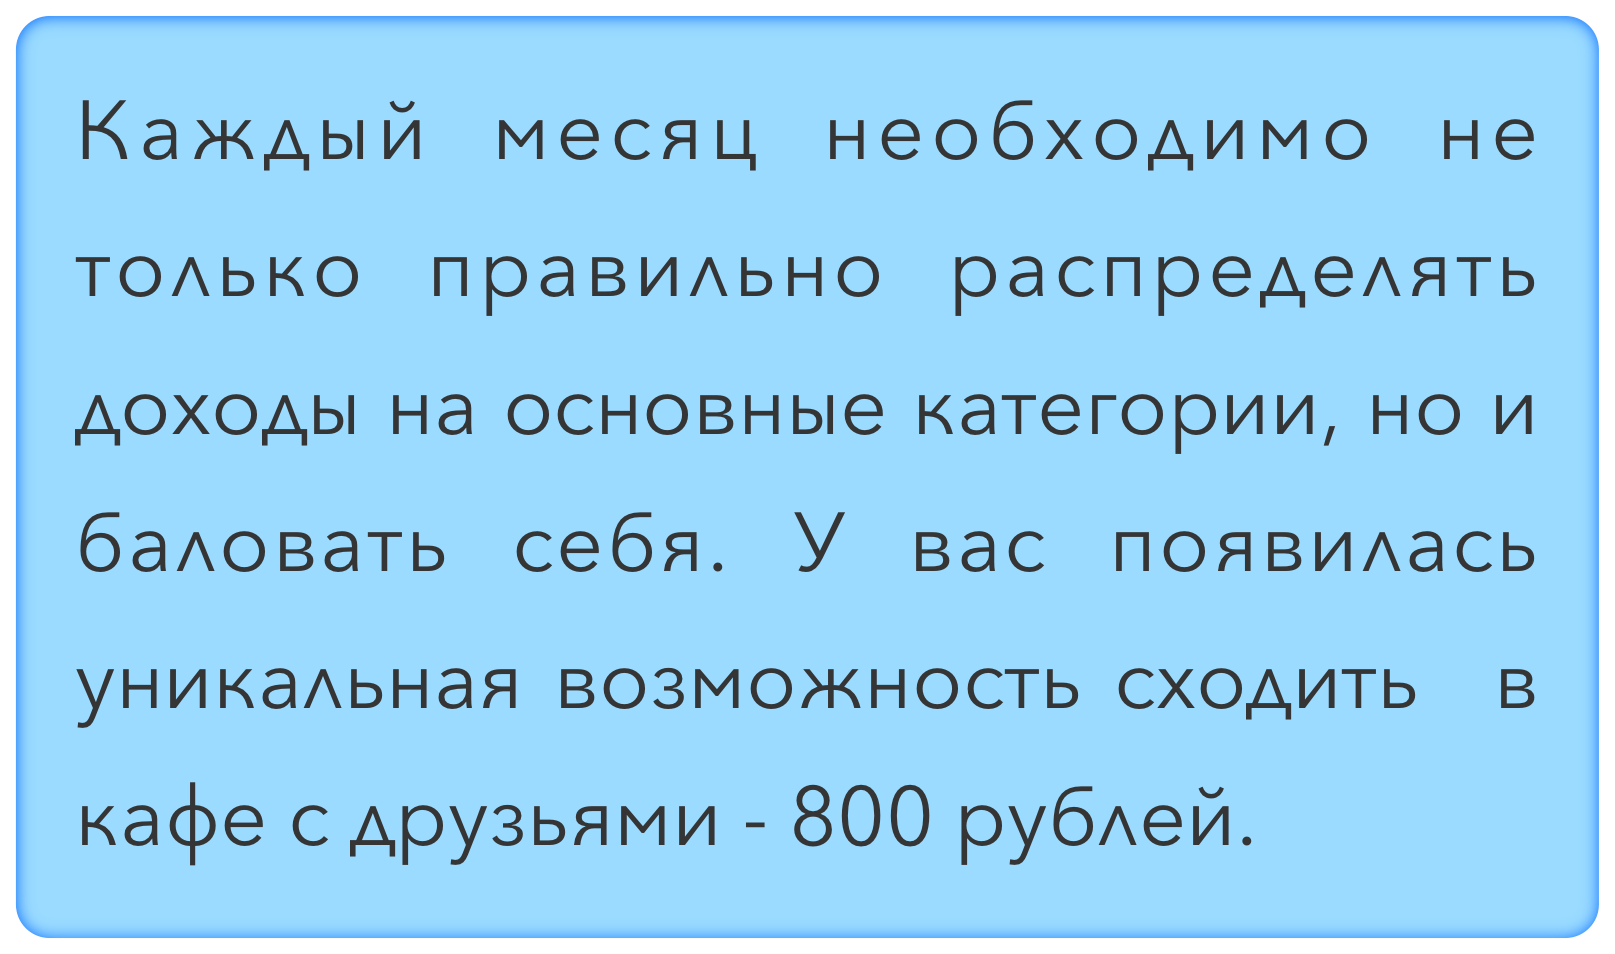 Каждый месяц необходимо не
только правильно распределять
доходы на основные категории, но и
баловать себя. У вас появилась
уникальная возможность сходить в
кафе с друзьями - 800 рублей.